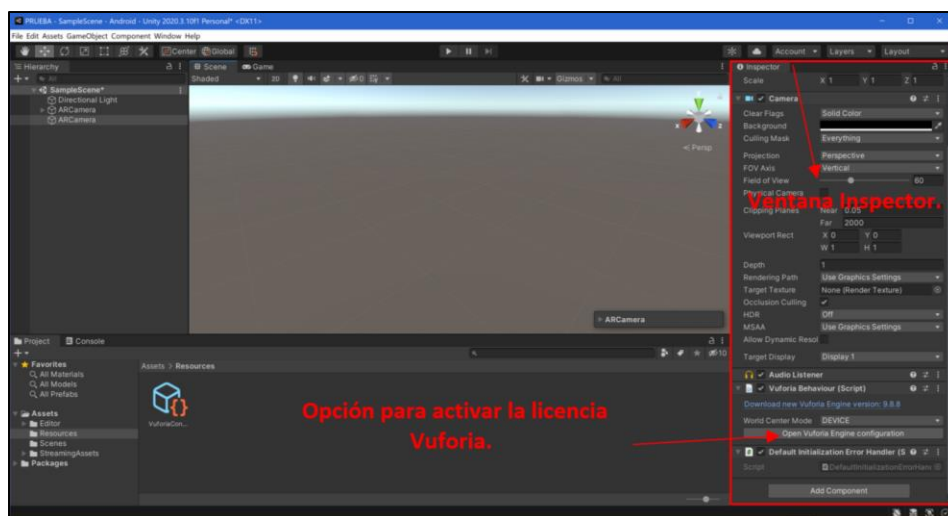 PRUEBA - SampleScene - Android - Unity 2020.3.10f1 Personal* <DX11>
File Edit Assets GameObject Component Window Help
Center Global
Account Layers Layout
Hierarchy
All
SampleScene*
Directional Light
ARCamera
ARCamera
Scene Game
Shaded 2D 0 Gizmos All
y
x z
Persp
ARCamera
Inspector
Scale X 1 Y 1 Z 1
Camera
Clear Flags Solid Color
Background
Culling Mask Everything
Projection Perspective
FOV Axis Vertical
Field of View 60
Physical Camera
Ventana Inspector.
Clipping Planes Near 0.05
Far 2000
Viewport Rect X 0 Y 0
W 1 H 1
Depth 1
Rendering Path Use Graphics Settings
Target Texture None (Render Texture)
Occlusion Culling
HDR Off
MSAA Use Graphics Settings
Allow Dynamic Resol
Target Display Display 1
Audio Listener
Vuforia Behaviour (Script)
Download new Vuforia Engine version: 9.8.8
World Center Mode DEVICE
Open Vuforia Engine configuration
Default Initialization Error Handler (S
Script DefaultInitializationErrorHanc
Add Component
Project Console
10
Favorites
All Materials
All Models
All Prefabs
Assets
Editor
Resources
Scenes
StreamingAssets
Packages
Assets > Resources
VuforiaCon...
Opción para activar la licencia
Vuforia.